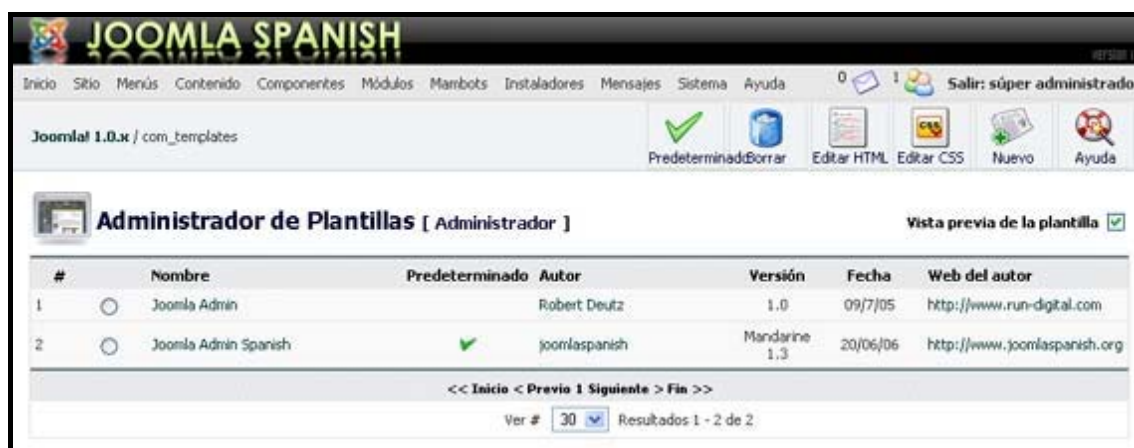 JOOMLA SPANISH
Inicio Sitio Menús Contenido Componentes Módulos Mambots Instaladores Mensajes Sistema Ayuda 0 1 Salir: súper administrado
Joomla! 1.0.x / com_templates
Predeterminado Borrar Editar HTML Editar CSS Nuevo Ayuda
CSS
Administrador de Plantillas [ Administrador ] Vista previa de la plantilla
# Nombre Predeterminado Autor Versión Fecha Web del autor
1 Joomla Admin Robert Deutz 1.0 09/7/05 http://www.run-digital.com
2 Joomla Admin Spanish joomlaspanish Mandarine 1.3 20/06/06 http://www.joomlaspanish.org
<< Inicio < Previo 1 Siguiente > Fin >>
Ver # 30 Resultados 1 - 2 de 2